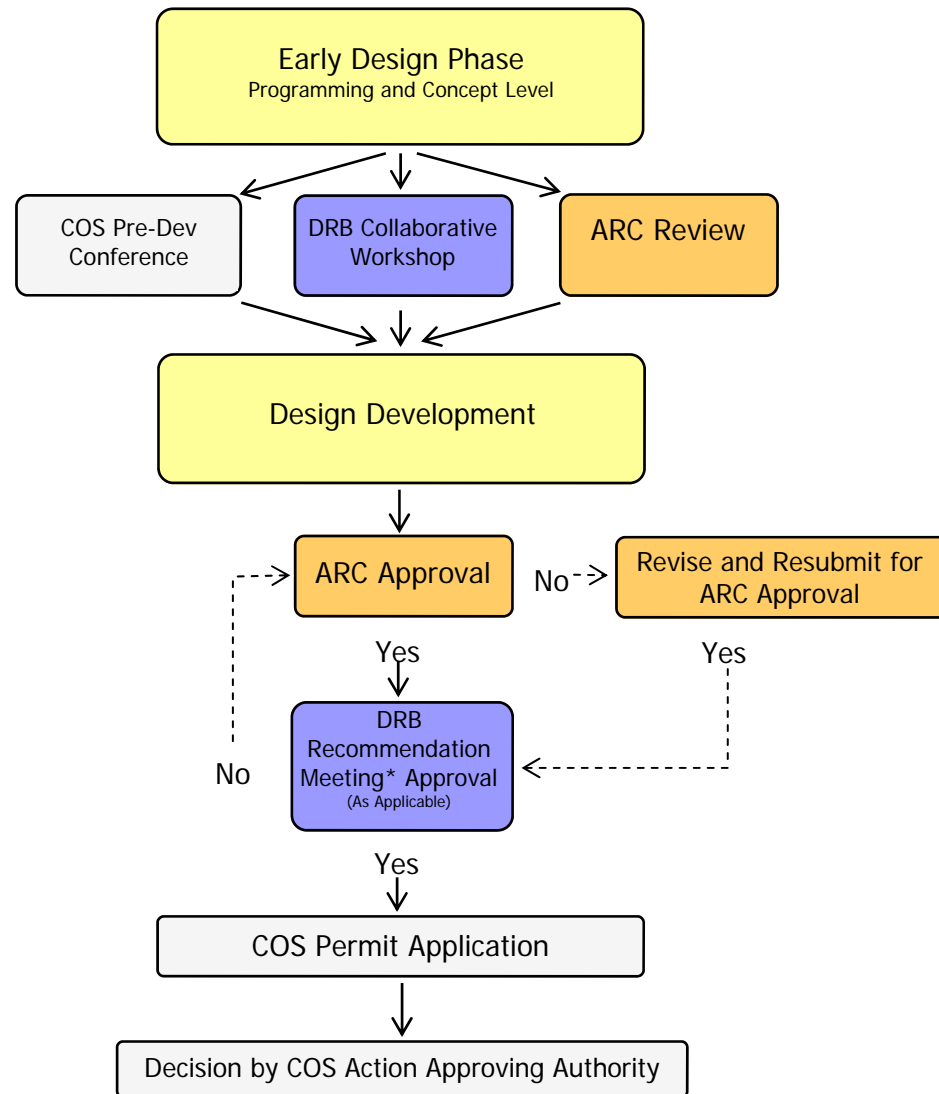 Early Design Phase
Programming and Concept Level
COS Pre-Dev
Conference
DRB Collaborative
Workshop
ARC Review
Design Development
ARC Approval
No
Revise and Resubmit for
ARC Approval
Yes
Yes
DRB
Recommendation
Meeting* Approval
(As Applicable)
No
Yes
COS Permit Application
Decision by COS Action Approving Authority